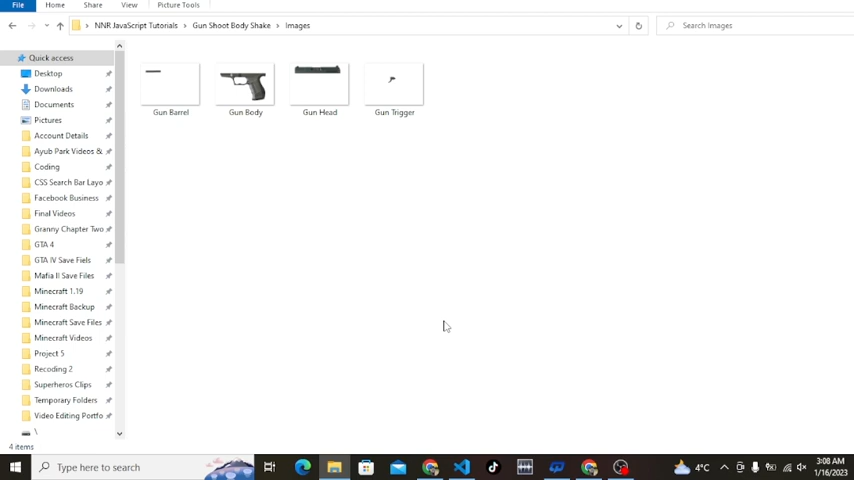 File Home Share View Picture Tools
NNR JavaScript Tutorials Gun Shoot Body Shake Images
Search Images
Quick access
Desktop
Downloads
Documents
Pictures
Account Details
Ayub Park Videos &
Coding
CSS Search Bar Layo
Facebook Business
Final Videos
Granny Chapter Two
GTA 4
GTA IV Save Fiels
Mafia II Save Files
Minecraft 1.19
Minecraft Backup
Minecraft Save Files
Minecraft Videos
Project 5
Recoding 2
Superheros Clips
Temporary Folders
Video Editing Portfo
\
Gun Barrel Gun Body Gun Head Gun Trigger
4 items
Type here to search
4°C
3:08 AM
1/16/2023